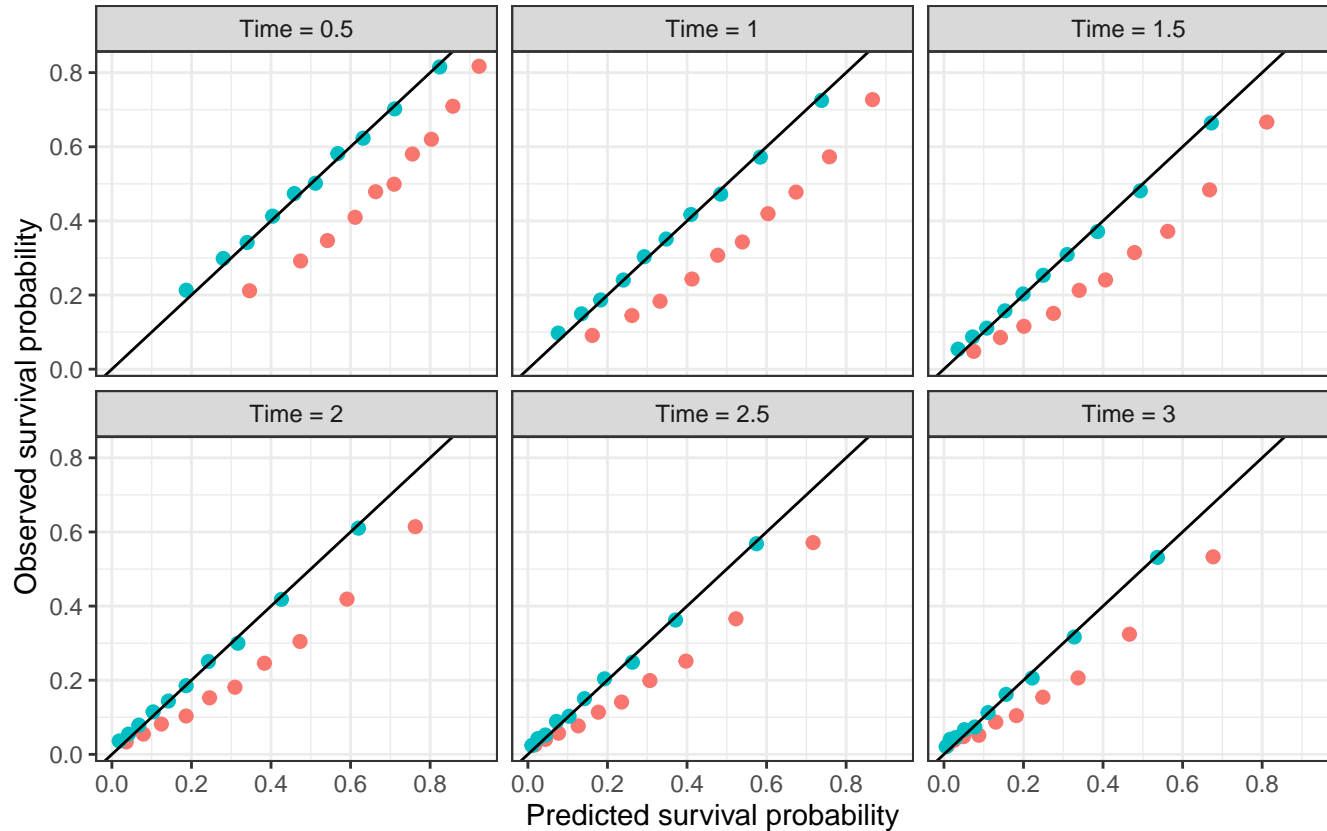 Time = 0.5
Time = 1
Time = 1.5
0.8
0.6
0.4
0.2
0.0
Time = 2
Time = 2.5
Time = 3
0.8
0.6
0.4
0.2
0.0
0.0 0.2 0.4 0.6 0.8
0.0 0.2 0.4 0.6 0.8
0.0 0.2 0.4 0.6 0.8
Observed survival probability
Predicted survival probability